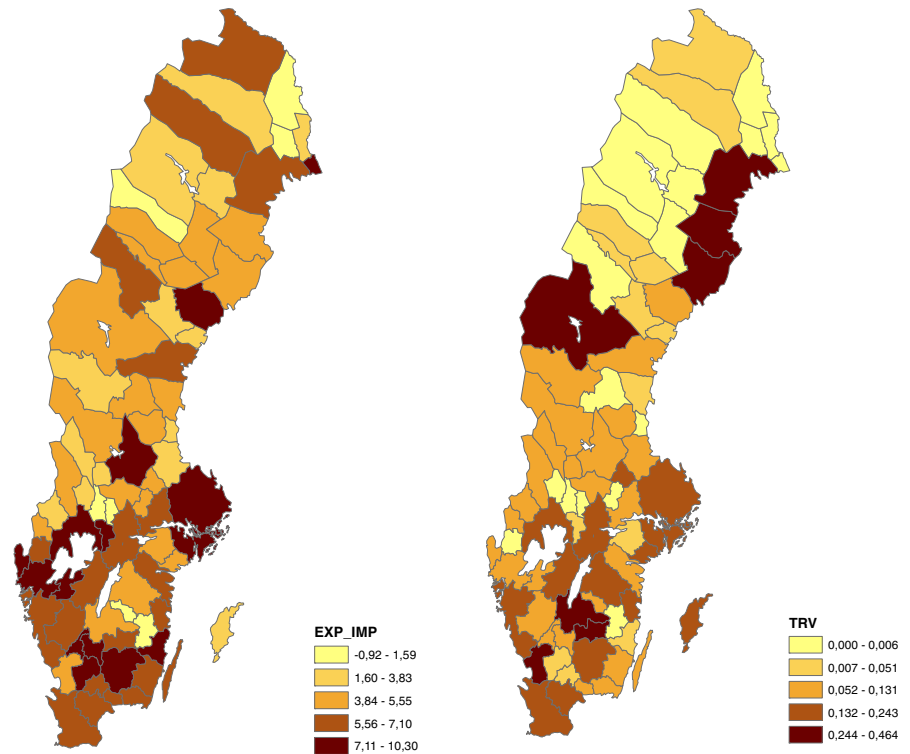 EXP_IMP
-0,92 - 1,59
1,60 - 3,83
3,84 - 5,55
5,56 - 7,10
7,11 - 10,30
TRV
0,000 - 0,006
0,007 - 0,051
0,052 - 0,131
0,132 - 0,243
0,244 - 0,464